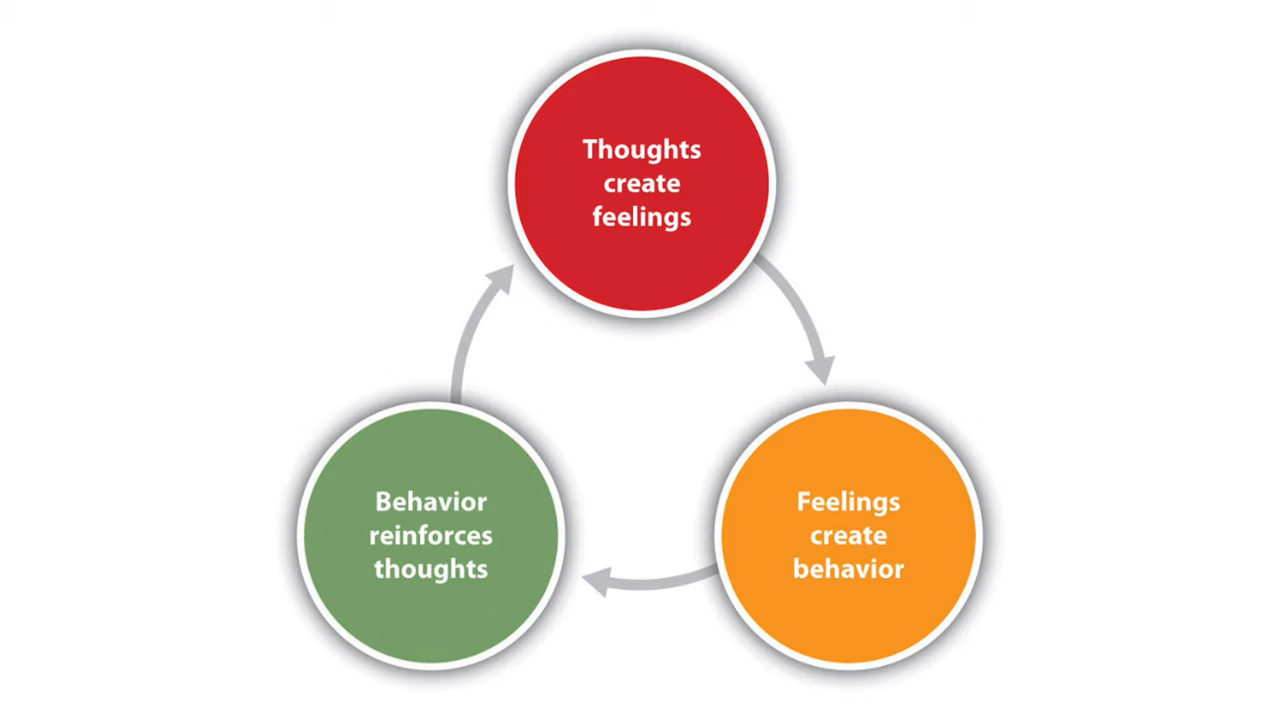 Thoughts
create
feelings
Feelings
create
behavior
Behavior
reinforces
thoughts